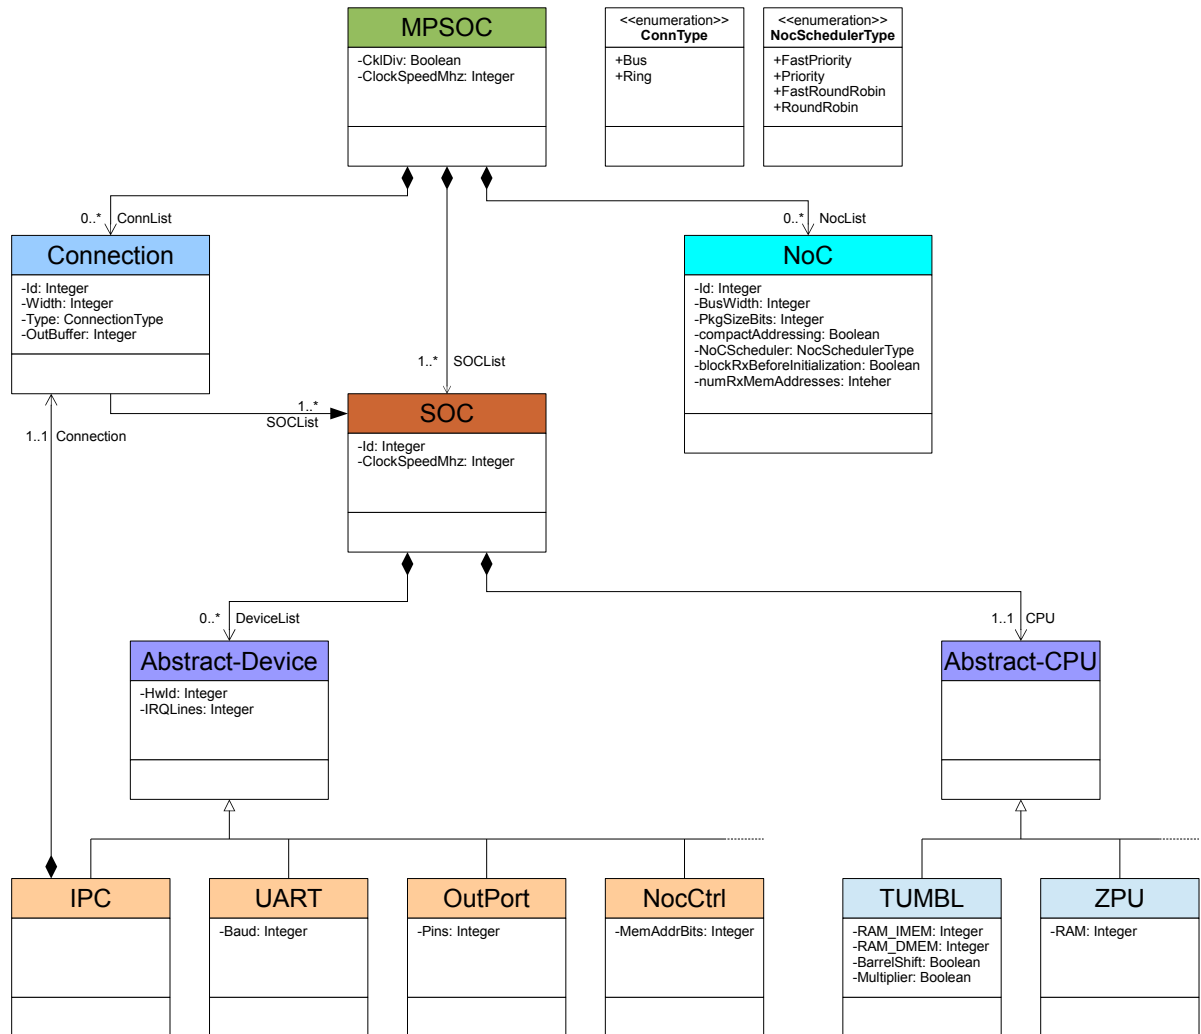 MPSOC
-CklDiv: Boolean
-ClockSpeedMhz: Integer
<<enumeration>>
ConnType
+Bus
+Ring
<<enumeration>>
NocSchedulerType
+FastPriority
+Priority
+FastRoundRobin
+RoundRobin
0..* ConnList
0..* NocList
Connection
-Id: Integer
-Width: Integer
-Type: ConnectionType
-OutBuffer: Integer
NoC
-Id: Integer
-BusWidth: Integer
-PkgSizeBits: Integer
-compactAddressing: Boolean
-NoCScheduler: NocSchedulerType
-blockRxBeforeInitialization: Boolean
-numRxMemAddresses: Inteher
1..* SOCList
1..*
SOCList
1..1 Connection
SOC
-Id: Integer
-ClockSpeedMhz: Integer
0..* DeviceList
1..1 CPU
Abstract-Device
-HwId: Integer
-IRQLines: Integer
Abstract-CPU
IPC
UART
-Baud: Integer
OutPort
-Pins: Integer
NocCtrl
-MemAddrBits: Integer
TUMBL
-RAM_IMEM: Integer
-RAM_DMEM: Integer
-BarrelShift: Boolean
-Multiplier: Boolean
ZPU
-RAM: Integer